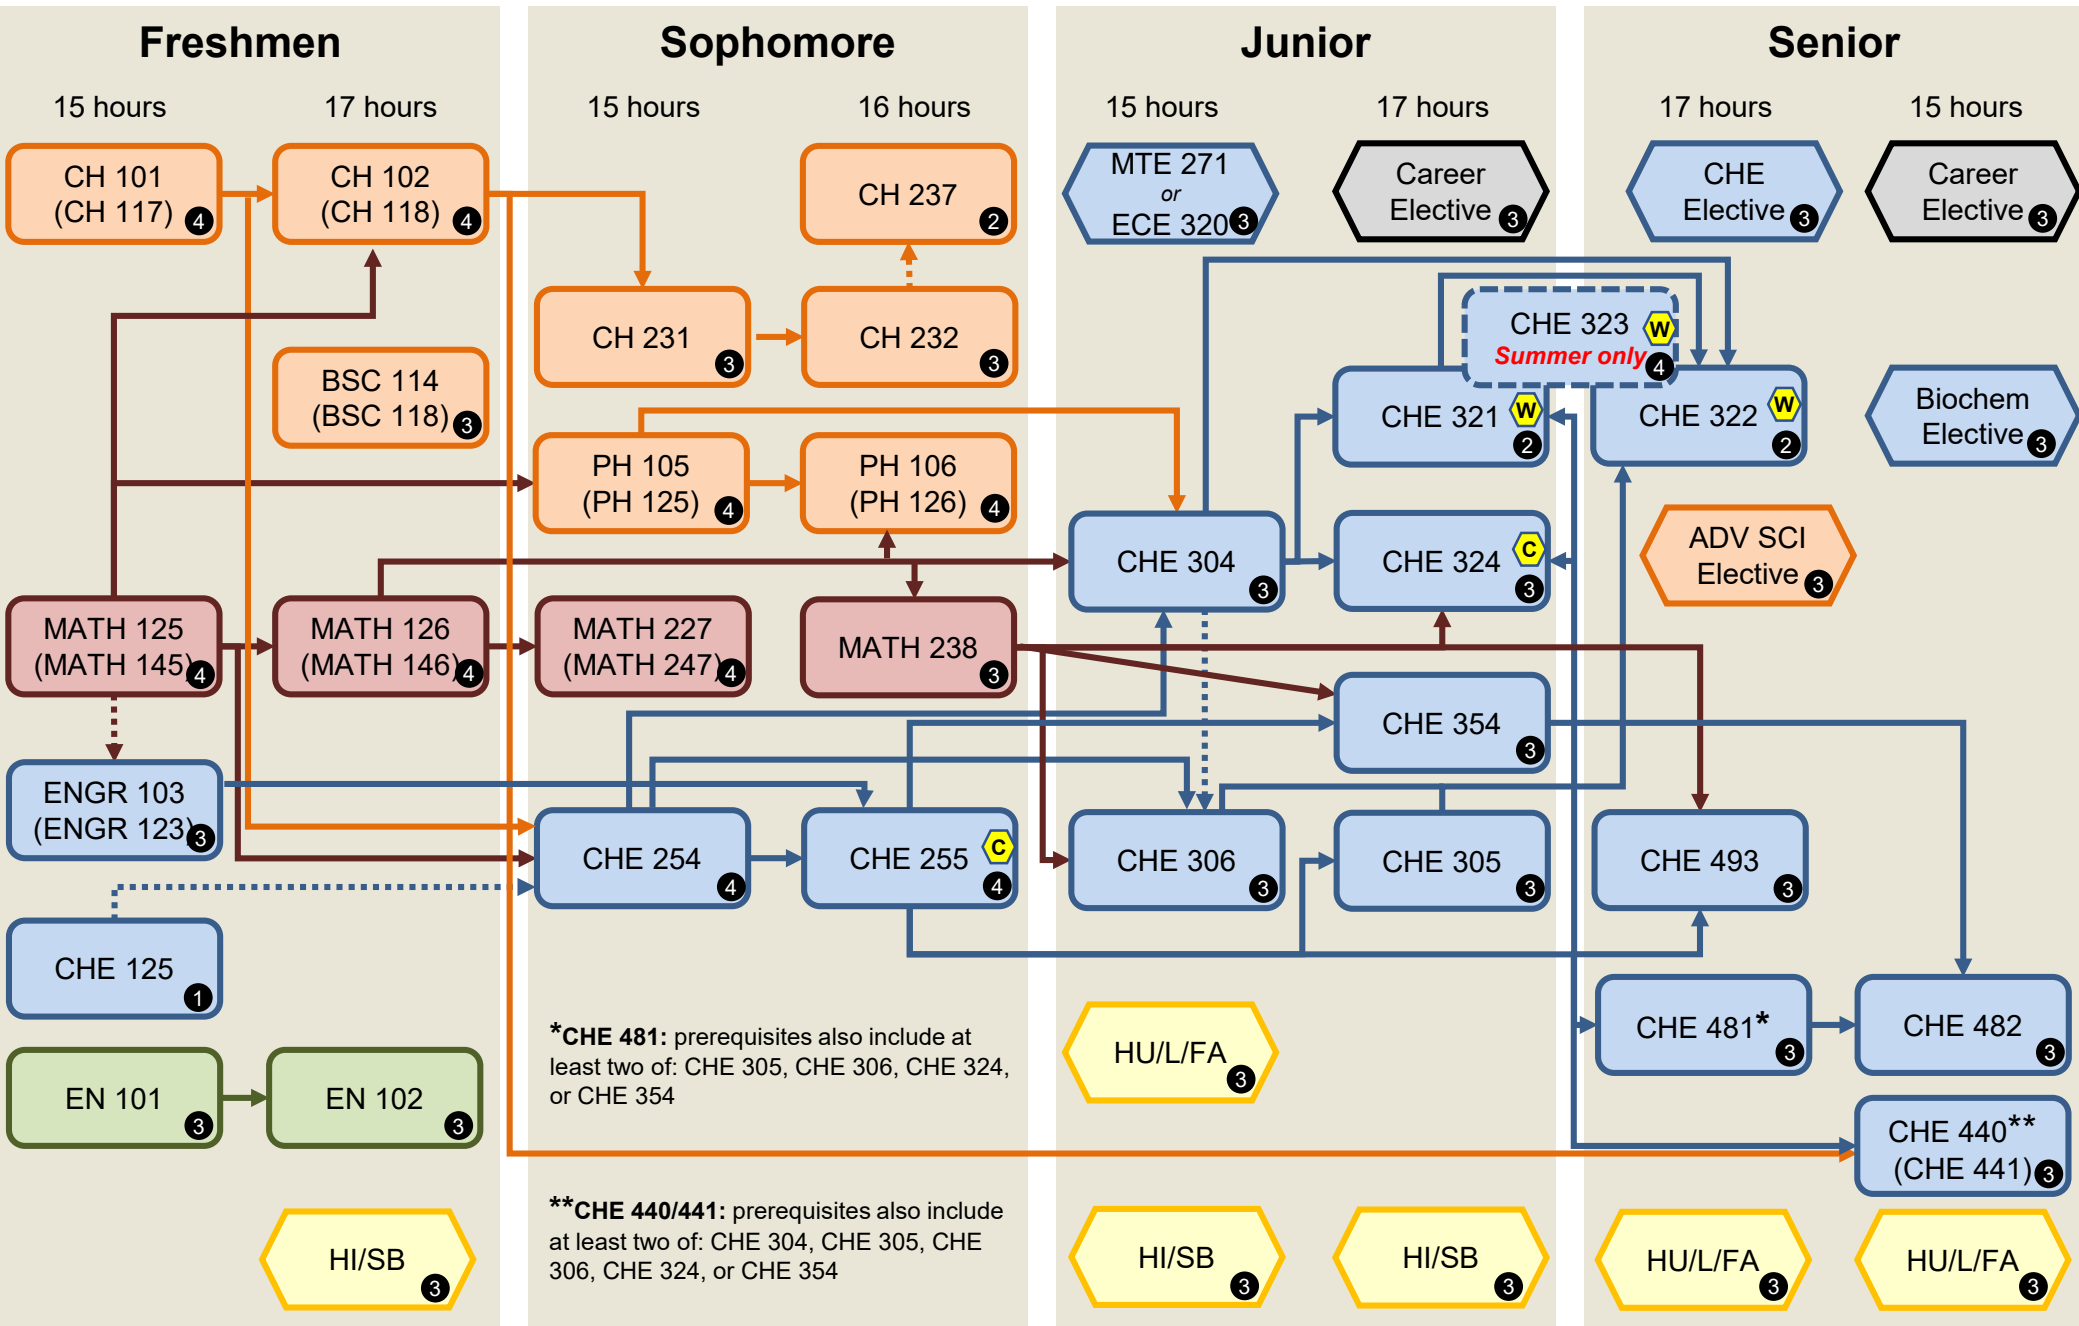 Freshmen
Sophomore
Junior
Senior
15 hours
17 hours
15 hours
16 hours
15 hours
17 hours
17 hours
15 hours
CH 101
(CH 117)
4
CH 102
(CH 118)
4
CH 237
2
MTE 271
or
ECE 320
3
Career
Elective
3
CHE
Elective
3
Career
Elective
3
CH 231
3
CH 232
3
CHE 323
W
Summer only
4
BSC 114
(BSC 118)
3
CHE 321
W
2
CHE 322
W
2
Biochem
Elective
3
PH 105
(PH 125)
4
PH 106
(PH 126)
4
CHE 304
3
CHE 324
C
3
ADV SCI
Elective
3
MATH 125
(MATH 145)
4
MATH 126
(MATH 146)
4
MATH 227
(MATH 247)
4
MATH 238
3
CHE 354
3
ENGR 103
(ENGR 123)
3
CHE 254
4
CHE 255
C
4
CHE 306
3
CHE 305
3
CHE 493
3
CHE 125
1
*CHE 481: prerequisites also include at
least two of: CHE 305, CHE 306, CHE 324,
or CHE 354
HU/L/FA
3
CHE 481*
3
CHE 482
3
EN 101
3
EN 102
3
CHE 440**
(CHE 441)
3
**CHE 440/441: prerequisites also include
at least two of: CHE 304, CHE 305, CHE
306, CHE 324, or CHE 354
HI/SB
3
HI/SB
3
HI/SB
3
HU/L/FA
3
HU/L/FA
3